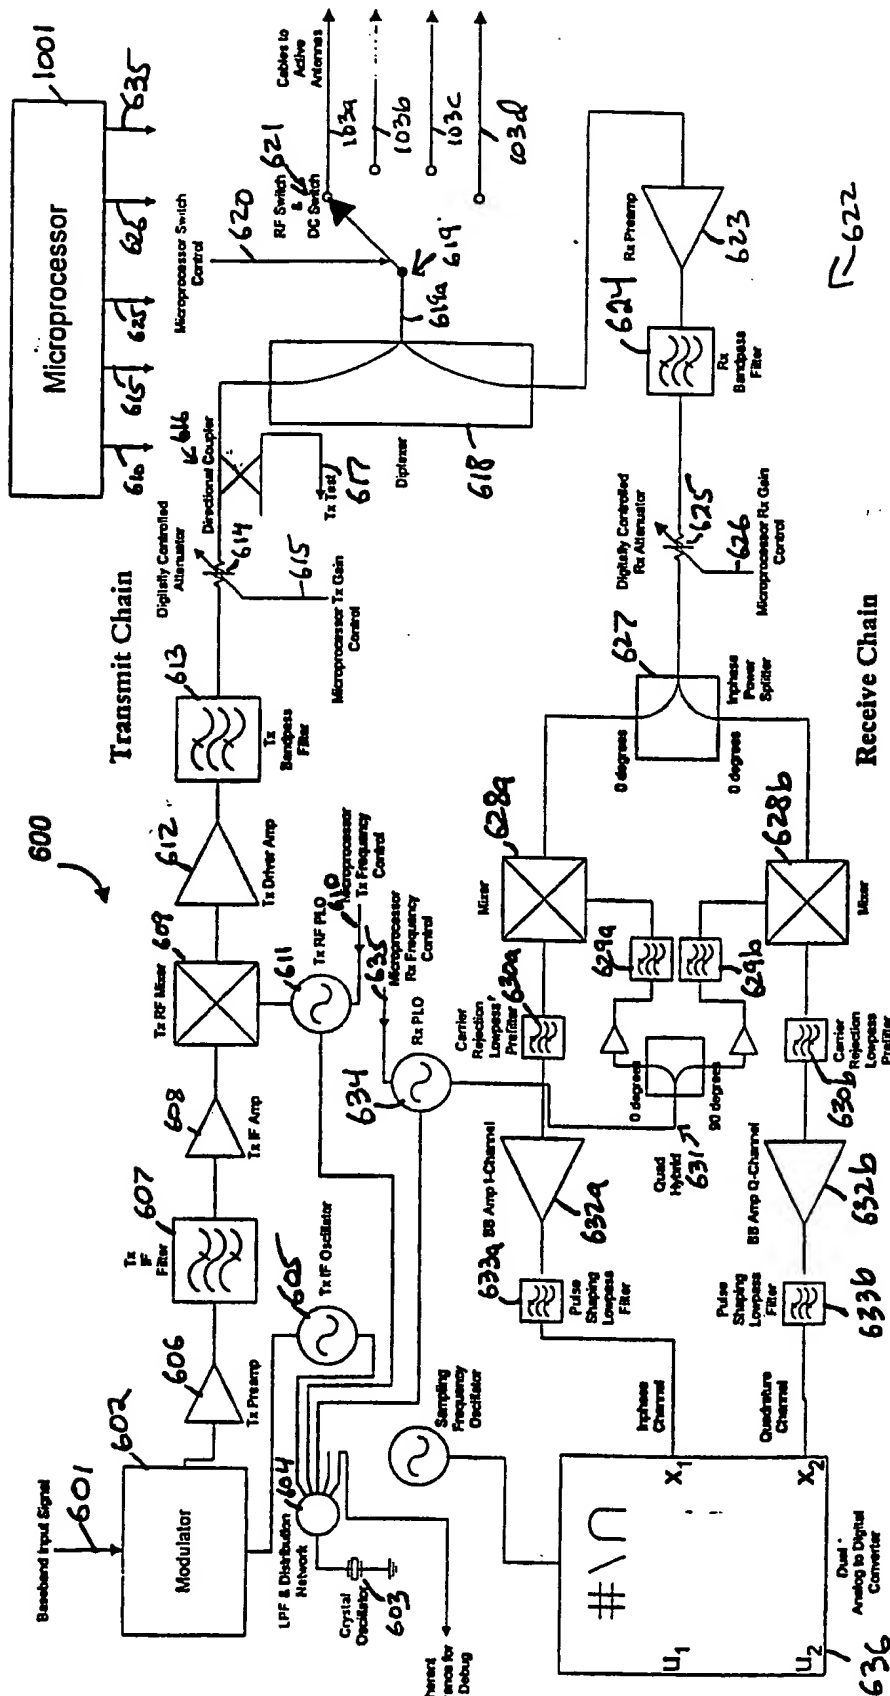 1001
Microprocessor
610
615
625
626
635
Transmit Chain
600
Baseband Input Signal
601
602
Modulator
606
Tx Preamp
607
Tx
IF
Filter
608
Tx IF Amp
609
Tx RF Mixer
612
Tx Driver Amp
613
Tx
Bandpass
Filter
Digitally Controlled
Attenuator
614
615
Microprocessor Tx Gain
Control
616
Directional Coupler
Tx Test
617
Diplexer
618
Microprocessor Switch
Control
620
RF Switch
&
DC Switch
621
619
619a
Cables to
Active
Antennas
103a
103b
103c
103d
LPF & Distribution
Network
604
Crystal
Oscillator
603
Debug
605
Tx IF Oscillator
611
Tx RF PLO
610
Microprocessor
Tx Frequency
Control
635
Microprocessor
Rx Frequency
Control
Rx PLO
634
Sampling
Frequency
Oscillator
622
Rx Preamp
623
624
Rx
Bandpass
Filter
Digitally Controlled
Rx Attenuator
625
626
Microprocessor Rx Gain
Control
627
Inphase
Power
Splitter
0 degrees
0 degrees
Mixer
628a
628b
Mixer
629a
629b
Carrier
Rejection
Lowpass
Prefilter
630a
630b
Carrier
Rejection
Lowpass
Prefilter
0 degrees
90 degrees
Quad
Hybrid
631
BB Amp I-Channel
632a
BB Amp Q-Channel
632b
633a
Pulse
Shaping
Lowpass
Filter
Pulse
Shaping
Lowpass
Filter
633b
Inphase
Channel
Quadrature
Channel
# \ ∩
u1
x1
u2
x2
Dual
Analog to Digital
Converter
636
Receive Chain